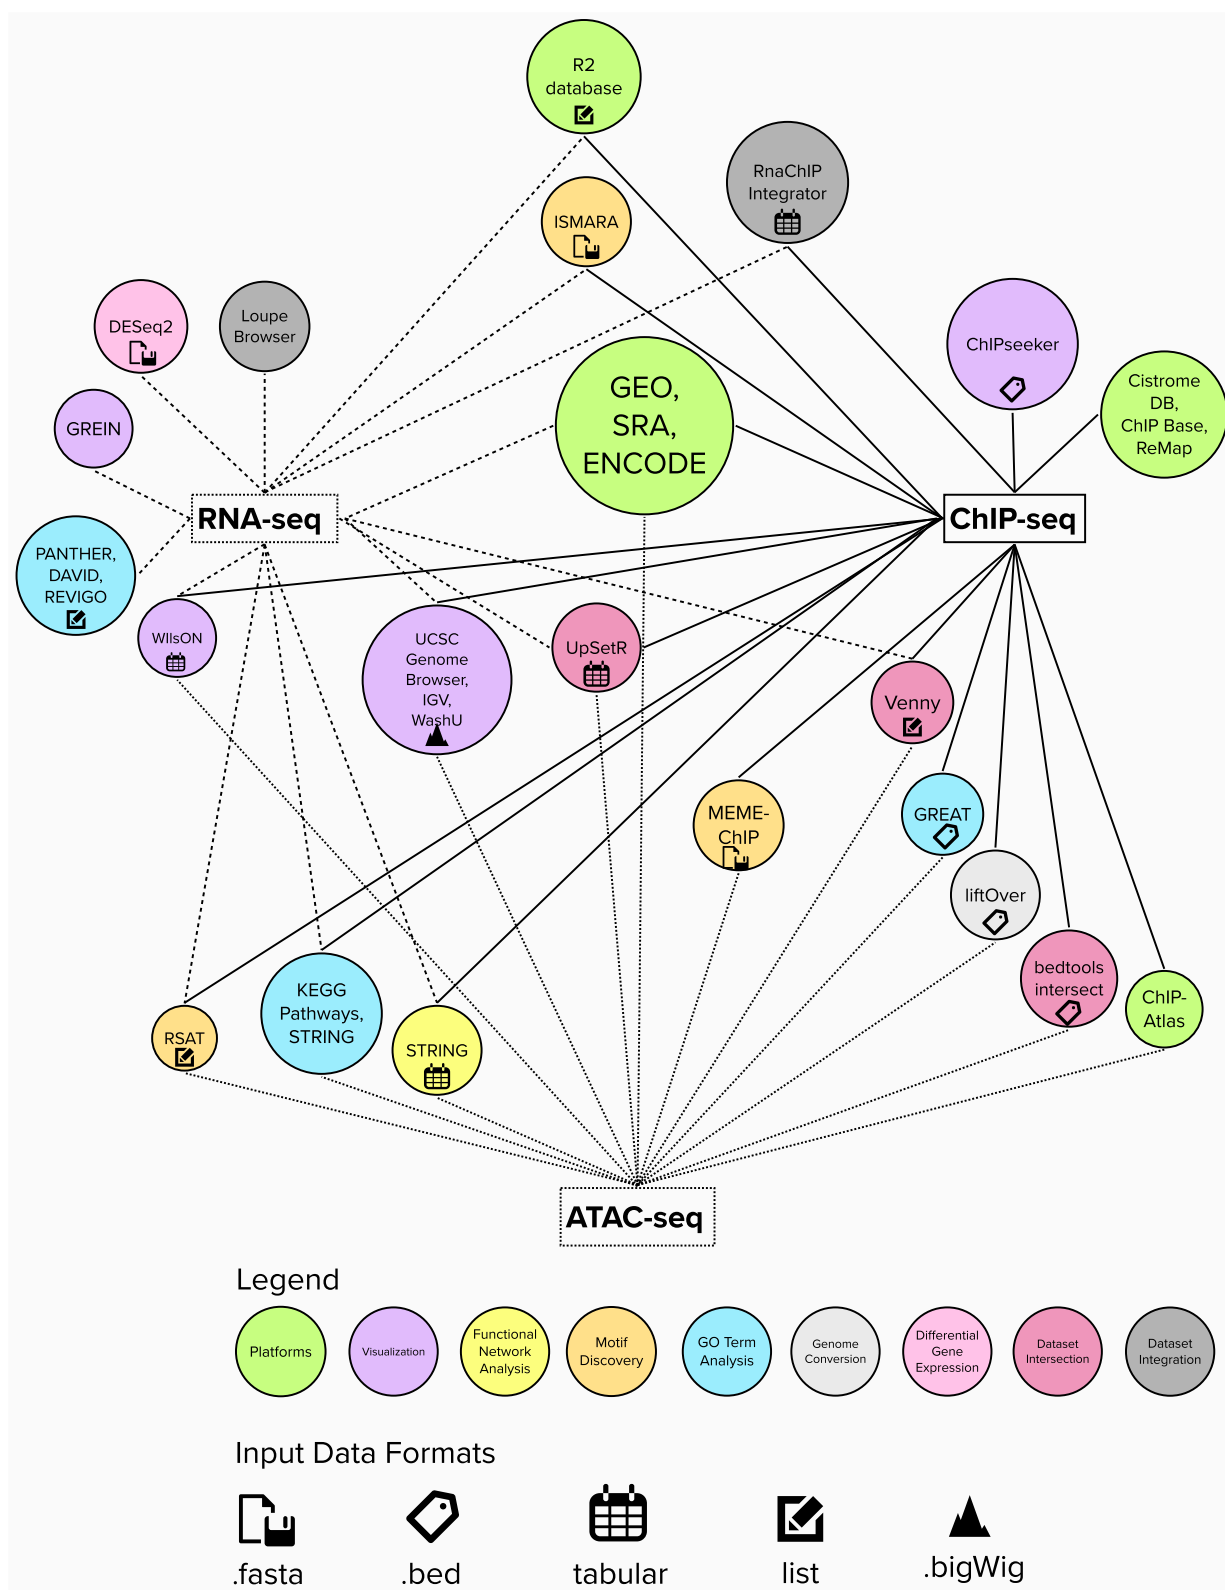 R2
database
RnaChIP
Integrator
ISMARA
DESeq2
Loupe
Browser
ChIPseeker
GREIN
GEO,
SRA,
ENCODE
Cistrome
DB,
ChIP Base,
ReMap
RNA-seq
ChIP-seq
PANTHER,
DAVID,
REVIGO
WIlsON
UCSC
Genome
Browser,
IGV,
WashU
UpSetR
Venny
MEME-
ChIP
GREAT
liftOver
bedtools
intersect
ChIP-
Atlas
RSAT
KEGG
Pathways,
STRING
STRING
ATAC-seq
Legend
Platforms
Visualization
Functional
Network
Analysis
Motif
Discovery
GO Term
Analysis
Genome
Conversion
Differential
Gene
Expression
Dataset
Intersection
Dataset
Integration
Input Data Formats
.fasta
.bed
tabular
list
.bigWig